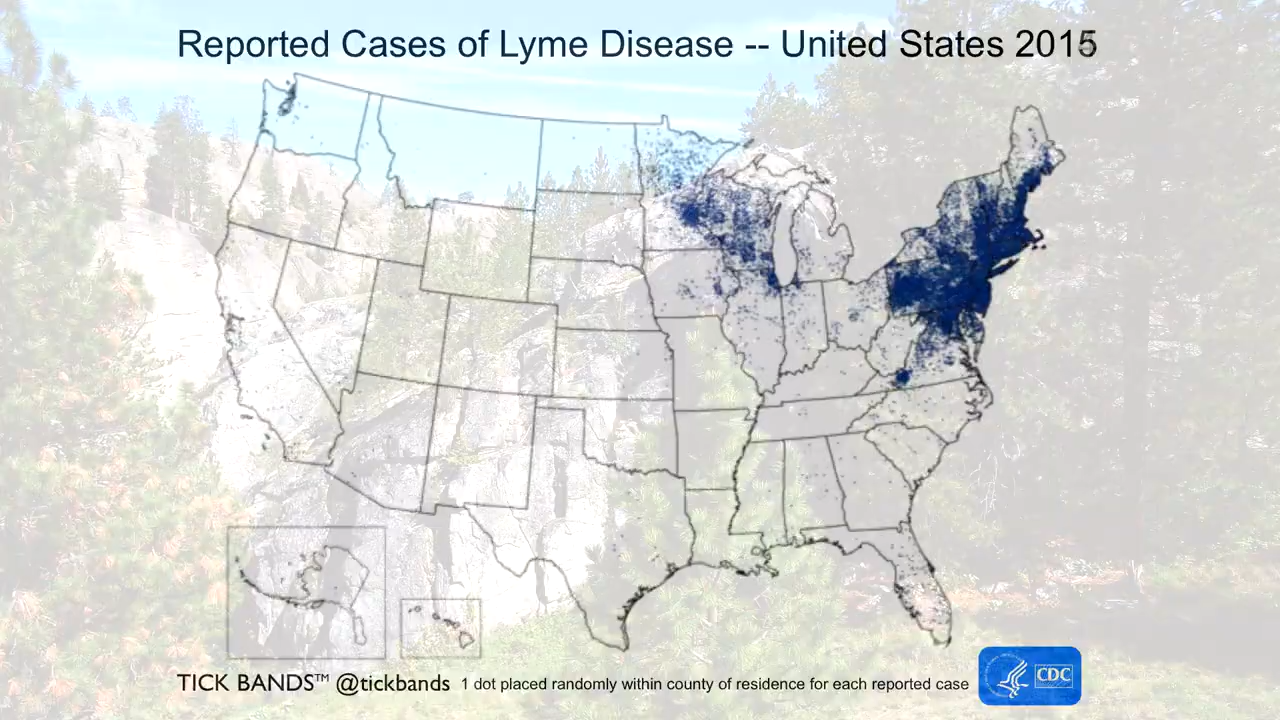 Reported Cases of Lyme Disease -- United States 2015
TICK BANDS™ @tickbands 1 dot placed randomly within county of residence for each reported case
CDC